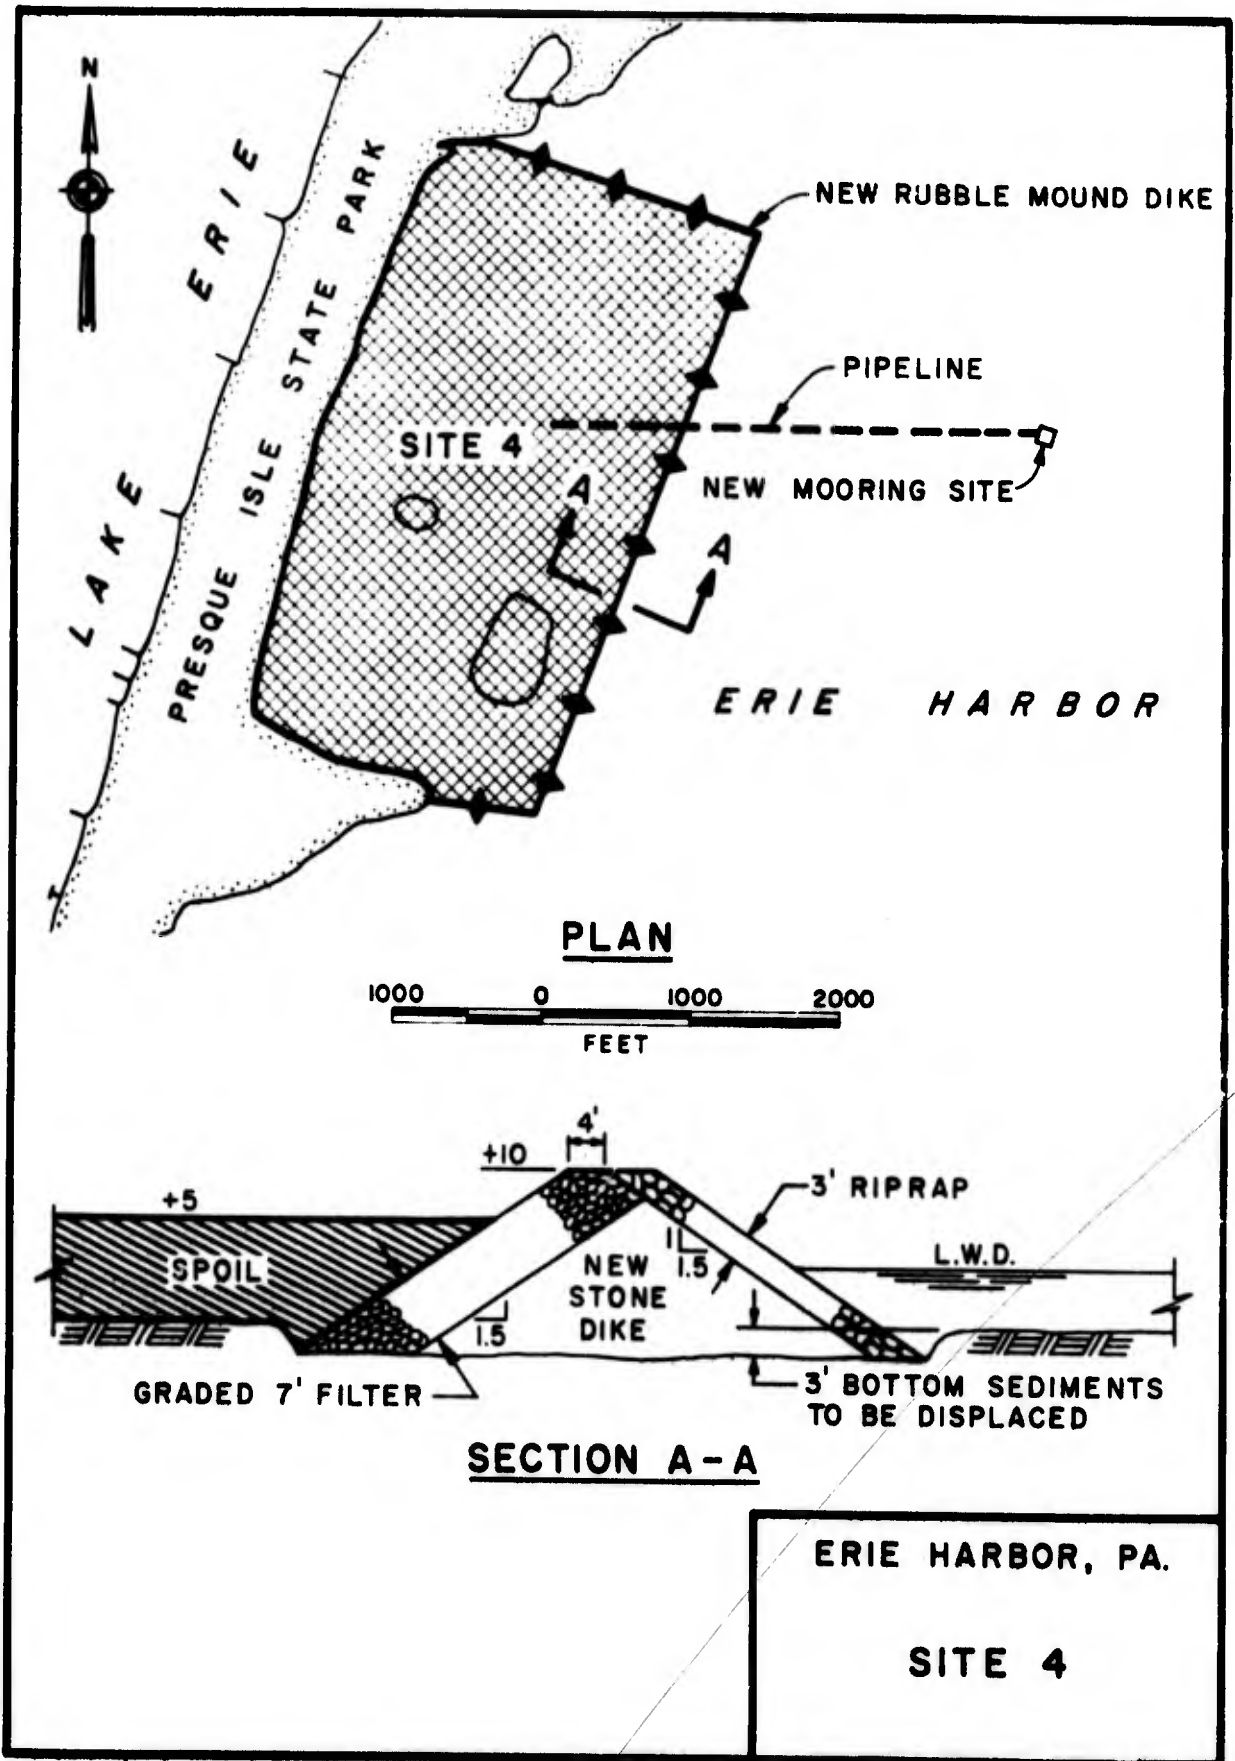 N
LAKE ERIE
PRESQUE ISLE STATE PARK
NEW RUBBLE MOUND DIKE
PIPELINE
SITE 4
NEW MOORING SITE
A
A
ERIE HARBOR
PLAN
1000 0 1000 2000
FEET
4'
+10
+5
3' RIPRAP
SPOIL
L.W.D.
1
1.5
NEW
STONE
DIKE
1
1.5
GRADED 7' FILTER
3' BOTTOM SEDIMENTS
TO BE DISPLACED
SECTION A-A
ERIE HARBOR, PA.
SITE 4